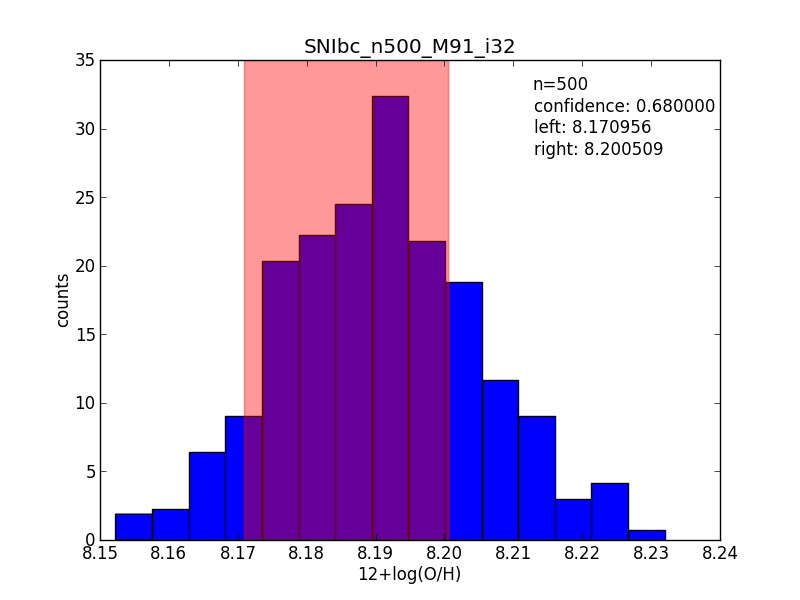 SNIbc_n500_M91_i32
n=500
confidence: 0.680000
left: 8.170956
right: 8.200509
35
30
25
20
15
10
5
0
counts
8.15 8.16 8.17 8.18 8.19 8.20 8.21 8.22 8.23 8.24
12+log(O/H)